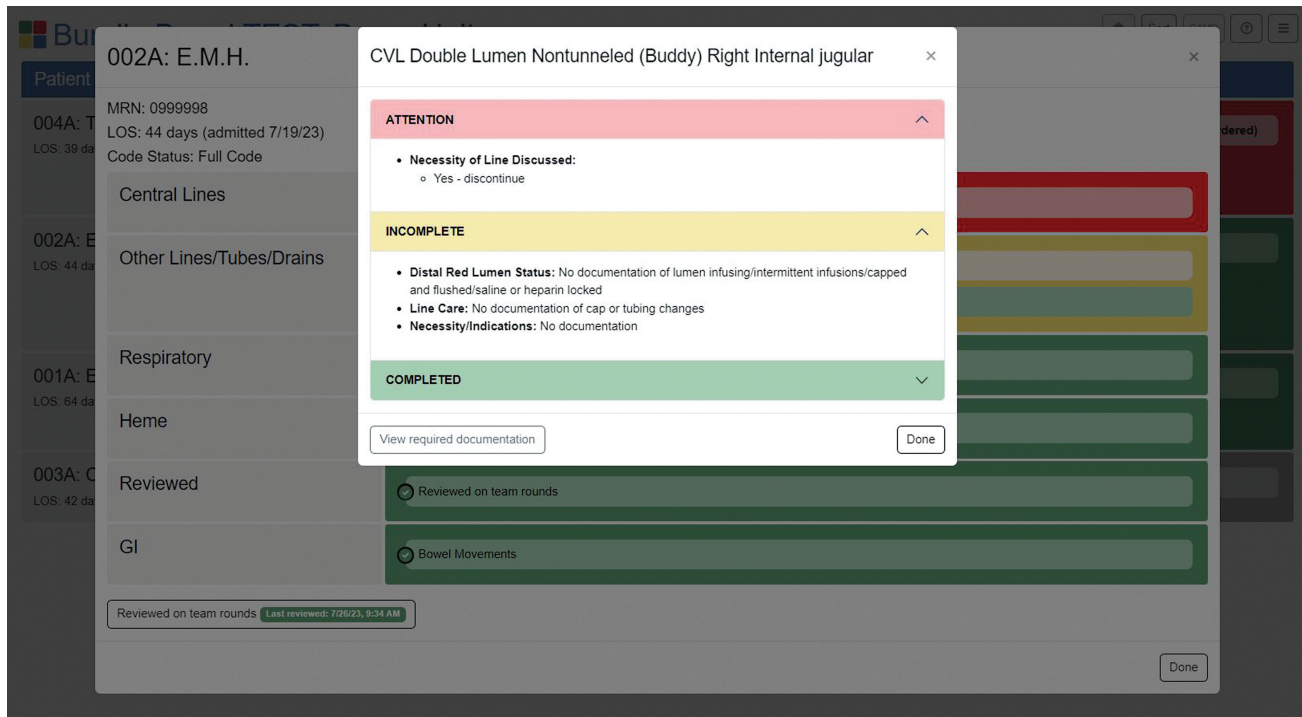 Bu
Patient
004A: T
LOS: 39 da
002A: E
LOS: 44 da
001A: E
LOS: 64 da
003A: C
LOS: 42 da
dered)
002A: E.M.H.
×
MRN: 0999998
LOS: 44 days (admitted 7/19/23)
Code Status: Full Code
Central Lines
Other Lines/Tubes/Drains
Respiratory
Heme
Reviewed
Reviewed on team rounds
GI
Bowel Movements
Reviewed on team rounds Last reviewed: 7/26/23, 9:34 AM
Done
CVL Double Lumen Nontunneled (Buddy) Right Internal jugular ×
ATTENTION
• Necessity of Line Discussed:
◦ Yes - discontinue
INCOMPLETE
• Distal Red Lumen Status: No documentation of lumen infusing/intermittent infusions/capped
and flushed/saline or heparin locked
• Line Care: No documentation of cap or tubing changes
• Necessity/Indications: No documentation
COMPLETED
View required documentation Done